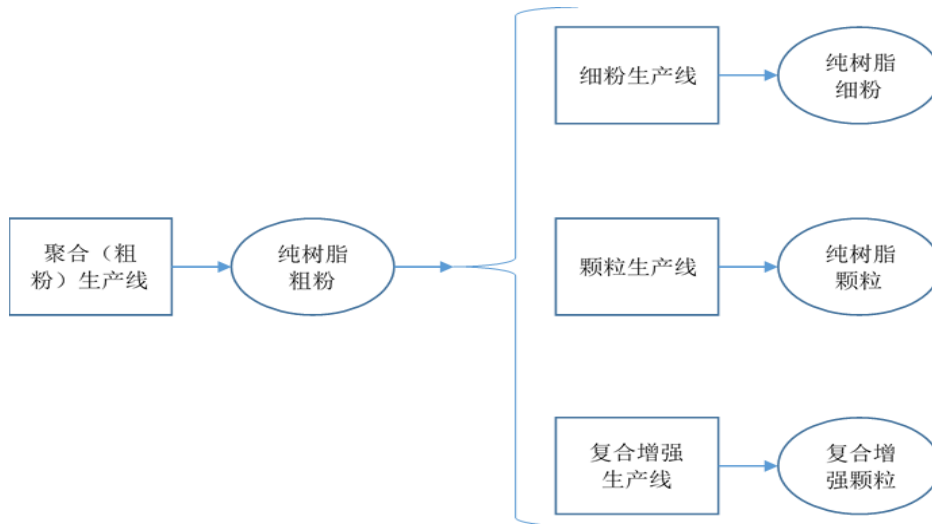 细粉生产线
纯树脂
细粉
聚合（粗
粉）生产线
纯树脂
粗粉
颗粒生产线
纯树脂
颗粒
复合增强
生产线
复合增
强颗粒